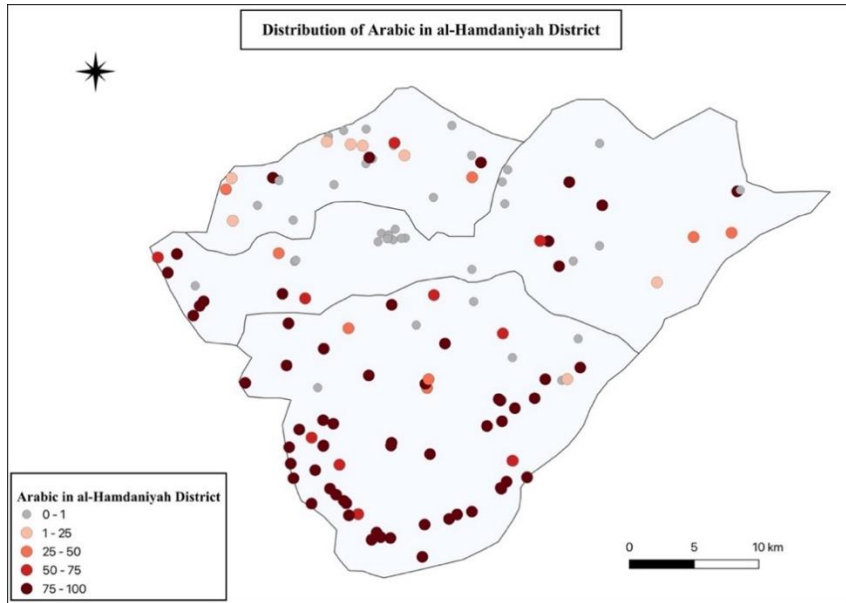 Distribution of Arabic in al-Hamdaniyah District
Arabic in al-Hamdaniyah District
0 - 1
1 - 25
25 - 50
50 - 75
75 - 100
0 5 10 km